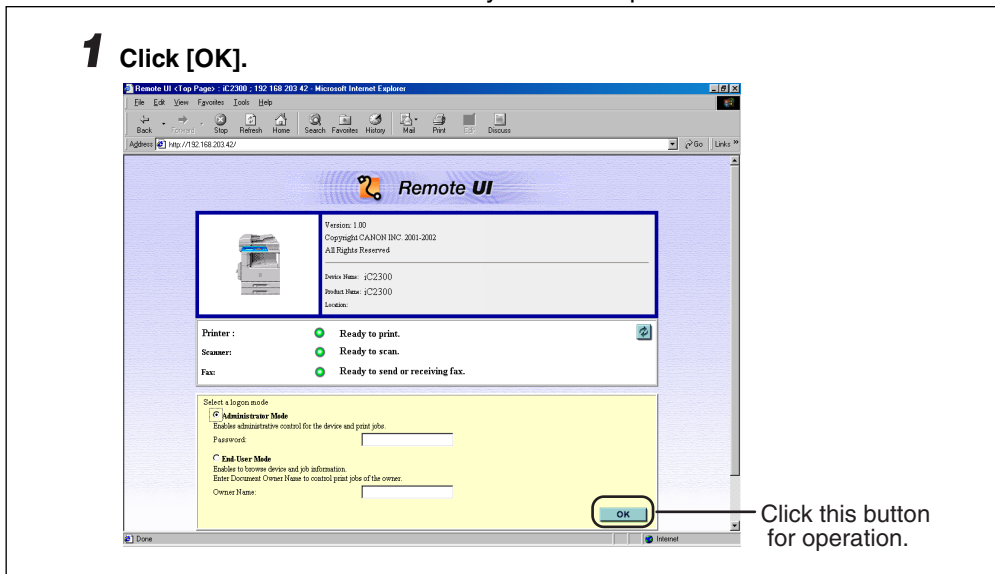 1 Click [OK].
Remote UI <Top Page> : iC2300 ; 192 168 203 42 - Microsoft Internet Explorer
File Edit View Favorites Tools Help
Back Forward Stop Refresh Home Search Favorites History Mail Print Edit Discuss
Address http://192.168.203.42/ Go Links »
Remote UI
Version: 1.00
Copyright CANON INC. 2001-2002
All Rights Reserved
Device Name: iC2300
Product Name: iC2300
Location:
Printer : Ready to print.
Scanner: Ready to scan.
Fax: Ready to send or receiving fax.
Select a logon mode
Administrator Mode
Enables administrative control for the device and print jobs.
Password:
End-User Mode
Enables to browse device and job information.
Enter Document Owner Name to control print jobs of the owner.
Owner Name:
OK
Click this button
for operation.
Done Internet